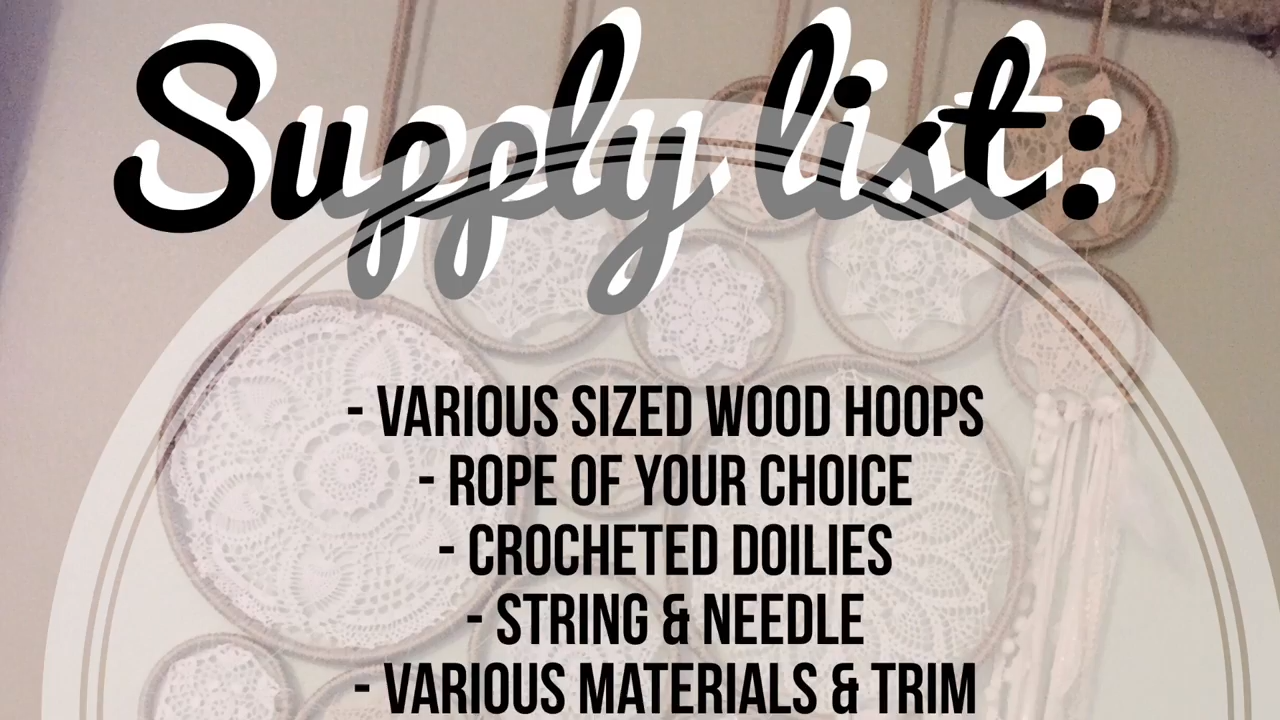 Supply list:
- VARIOUS SIZED WOOD HOOPS
- ROPE OF YOUR CHOICE
- CROCHETED DOILIES
- STRING & NEEDLE
- VARIOUS MATERIALS & TRIM